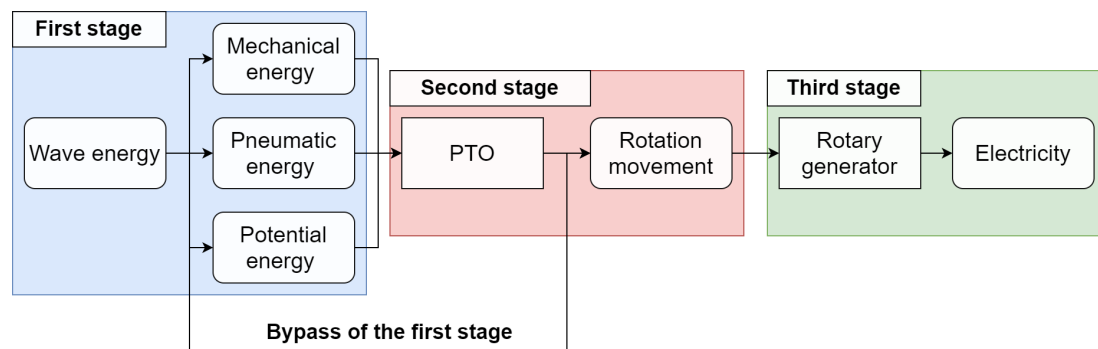 First stage
Mechanical
energy
Wave energy
Pneumatic
energy
Potential
energy
Second stage
PTO
Rotation
movement
Third stage
Rotary
generator
Electricity
Bypass of the first stage